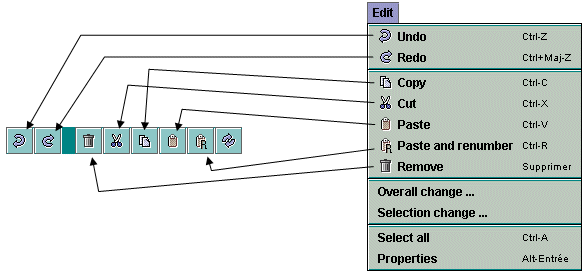 Edit
Undo Ctrl-Z
Redo Ctrl+Maj-Z
Copy Ctrl-C
Cut Ctrl-X
Paste Ctrl-V
Paste and renumber Ctrl-R
Remove Supprimer
Overall change ...
Selection change ...
Select all Ctrl-A
Properties Alt-Entrée